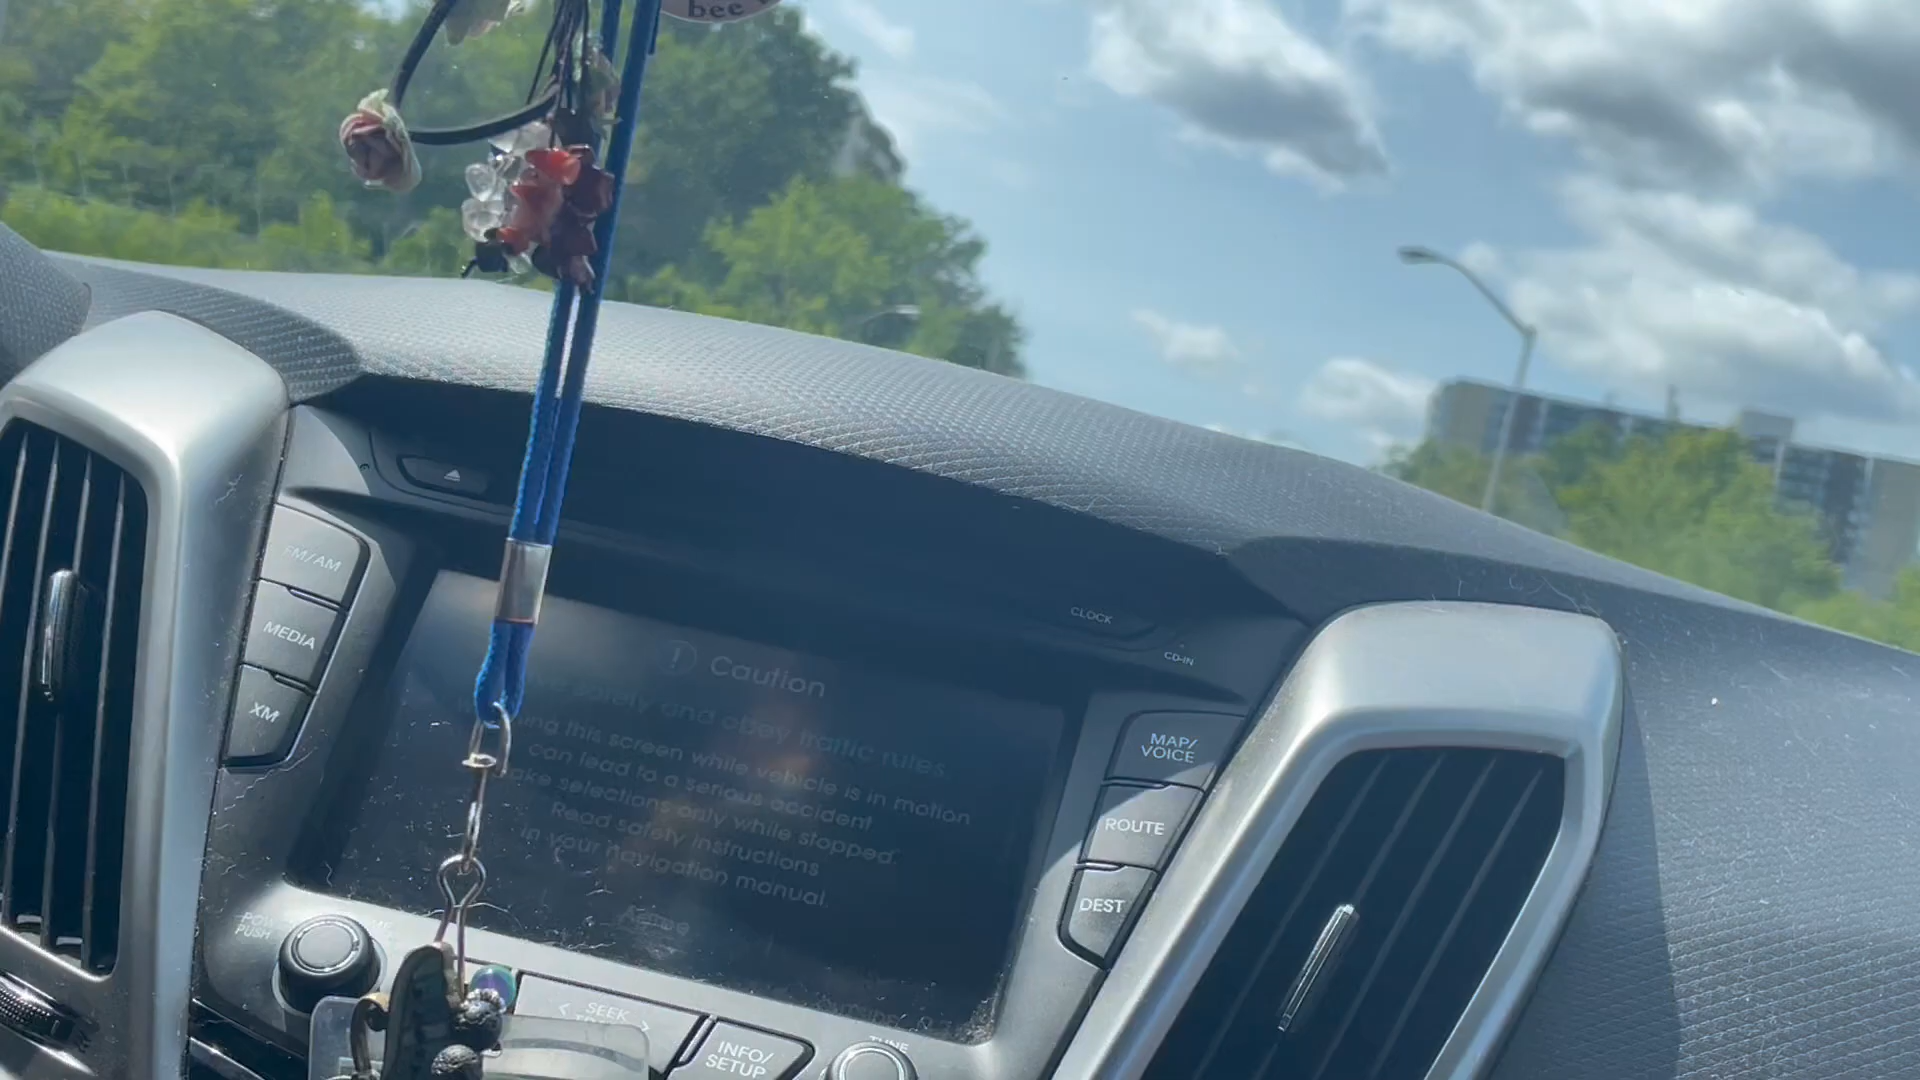 bee
FM/AM
MEDIA
XM
CLOCK
CD-IN
! Caution
and obey traffic rules
this screen while vehicle is in motion
can lead to a serious accident
selections only while stopped.
Read safety instructions
in your navigation manual.
MAP/
VOICE
ROUTE
DEST
PUSH
< SEEK
>
INFO/
SETUP
TUNE